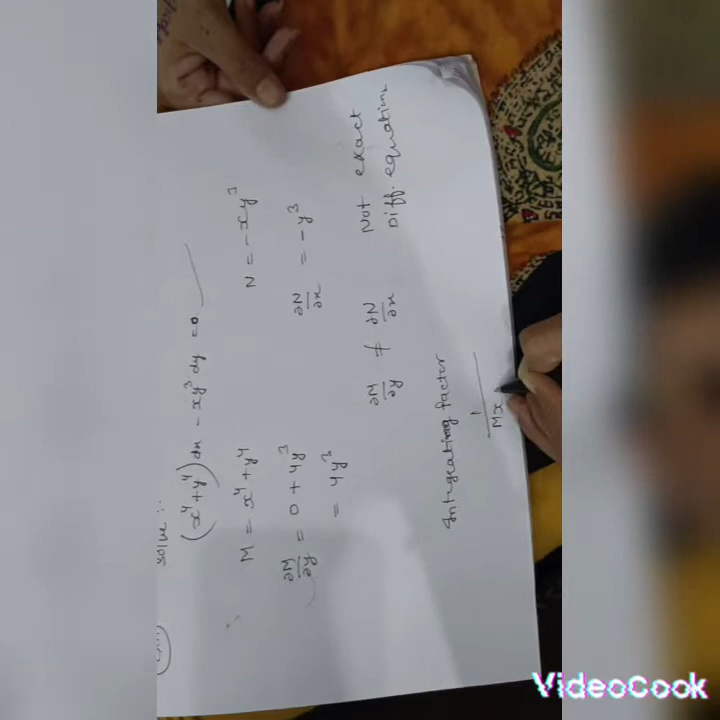 Solve :-
(x⁴+y⁴) dx - xy³ dy = 0
M = x⁴+y⁴ N = -xy³
∂M/∂y = 0 + 4y³ ∂N/∂x = -y³
= 4y³
∂M/∂y ≠ ∂N/∂x Not exact
Diff. equation
Integrating factor
1/Mx
VideoCook